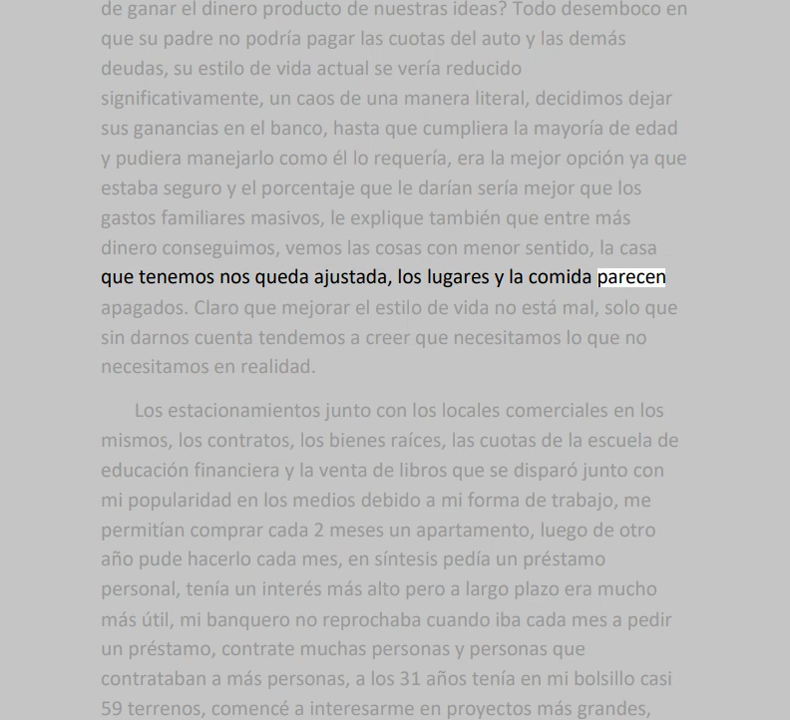 de ganar el dinero producto de nuestras ideas? Todo desemboco en
que su padre no podría pagar las cuotas del auto y las demás
deudas, su estilo de vida actual se vería reducido
significativamente, un caos de una manera literal, decidimos dejar
sus ganancias en el banco, hasta que cumpliera la mayoría de edad
y pudiera manejarlo como él lo requería, era la mejor opción ya que
estaba seguro y el porcentaje que le darían sería mejor que los
gastos familiares masivos, le explique también que entre más
dinero conseguimos, vemos las cosas con menor sentido, la casa
que tenemos nos queda ajustada, los lugares y la comida parecen
apagados. Claro que mejorar el estilo de vida no está mal, solo que
sin darnos cuenta tendemos a creer que necesitamos lo que no
necesitamos en realidad.
Los estacionamientos junto con los locales comerciales en los
mismos, los contratos, los bienes raíces, las cuotas de la escuela de
educación financiera y la venta de libros que se disparó junto con
mi popularidad en los medios debido a mi forma de trabajo, me
permitían comprar cada 2 meses un apartamento, luego de otro
año pude hacerlo cada mes, en síntesis pedía un préstamo
personal, tenía un interés más alto pero a largo plazo era mucho
más útil, mi banquero no reprochaba cuando iba cada mes a pedir
un préstamo, contrate muchas personas y personas que
contrataban a más personas, a los 31 años tenía en mi bolsillo casi
59 terrenos, comencé a interesarme en proyectos más grandes,